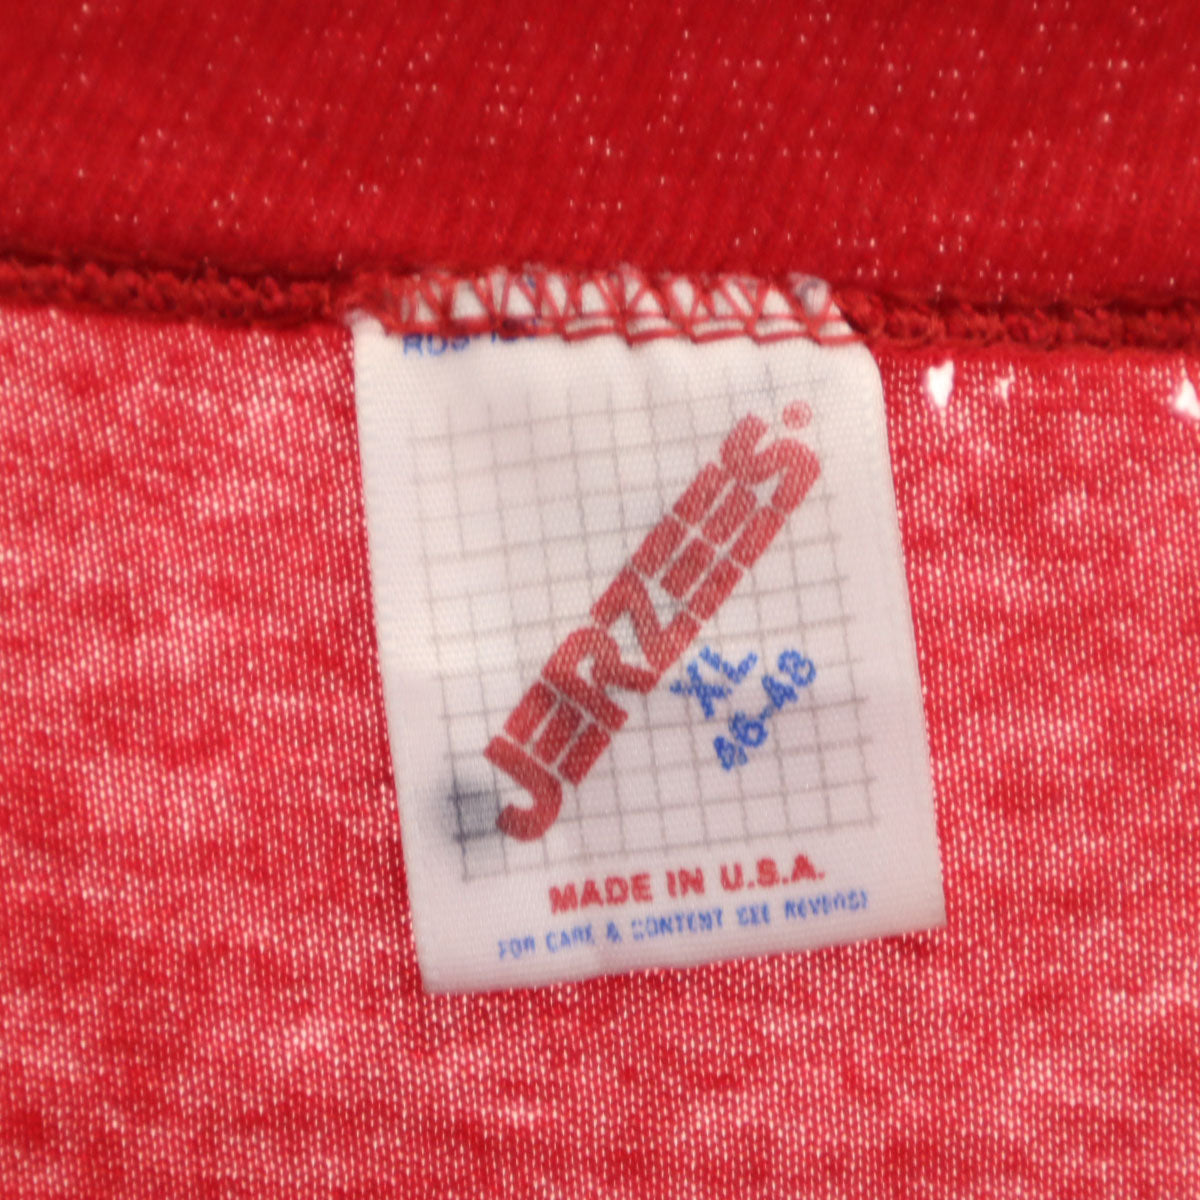 JERZEES®
XL
46-48
MADE IN U.S.A.
FOR CARE & CONTENT SEE REVERSE